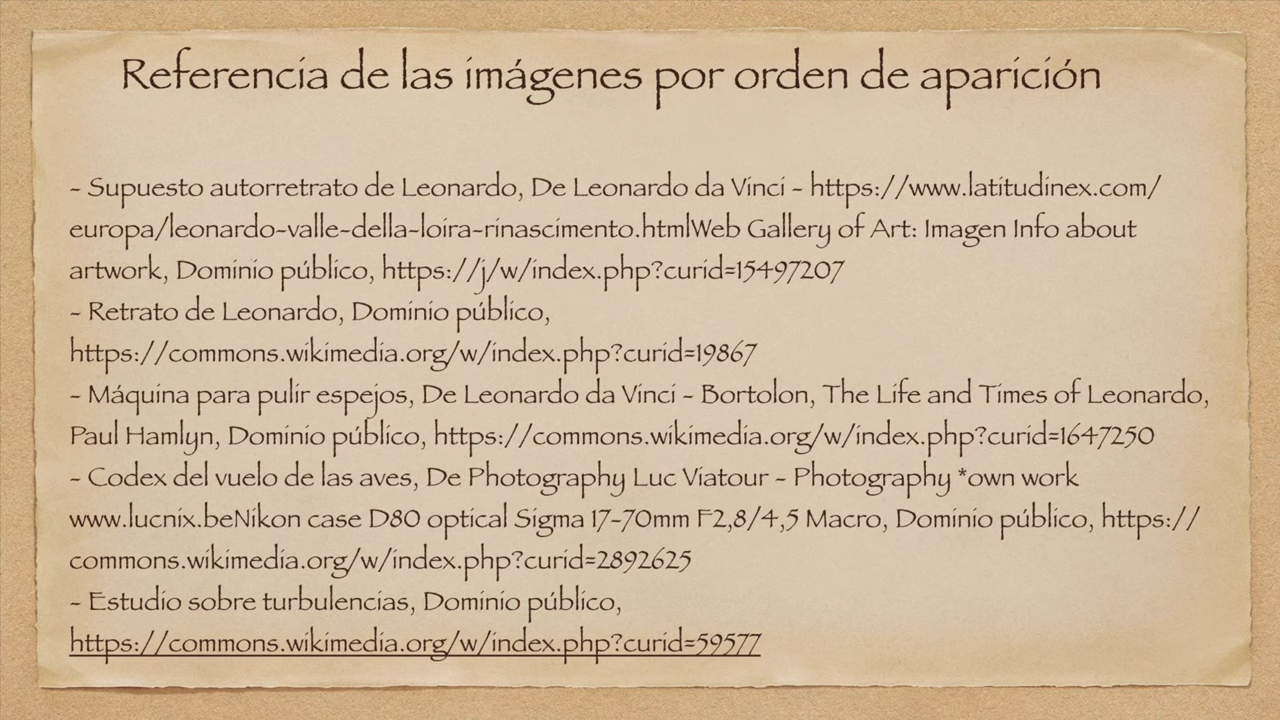 Referencia de las imágenes por orden de aparición
- Supuesto autorretrato de Leonardo, De Leonardo da Vinci - https://www.latitudinex.com/
europa/leonardo-valle-della-loira-rinascimento.htmlWeb Gallery of Art: Imagen Info about
artwork, Dominio público, https://j/w/index.php?curid=15497207
- Retrato de Leonardo, Dominio público,
https://commons.wikimedia.org/w/index.php?curid=19867
- Máquina para pulir espejos, De Leonardo da Vinci - Bortolon, The Life and Times of Leonardo,
Paul Hamlyn, Dominio público, https://commons.wikimedia.org/w/index.php?curid=1647250
- Codex del vuelo de las aves, De Photography Luc Viatour - Photography *own work
www.lucnix.beNikon case D80 optical Sigma 17-70mm F2,8/4,5 Macro, Dominio público, https://
commons.wikimedia.org/w/index.php?curid=2892625
- Estudio sobre turbulencias, Dominio público,
https://commons.wikimedia.org/w/index.php?curid=59577